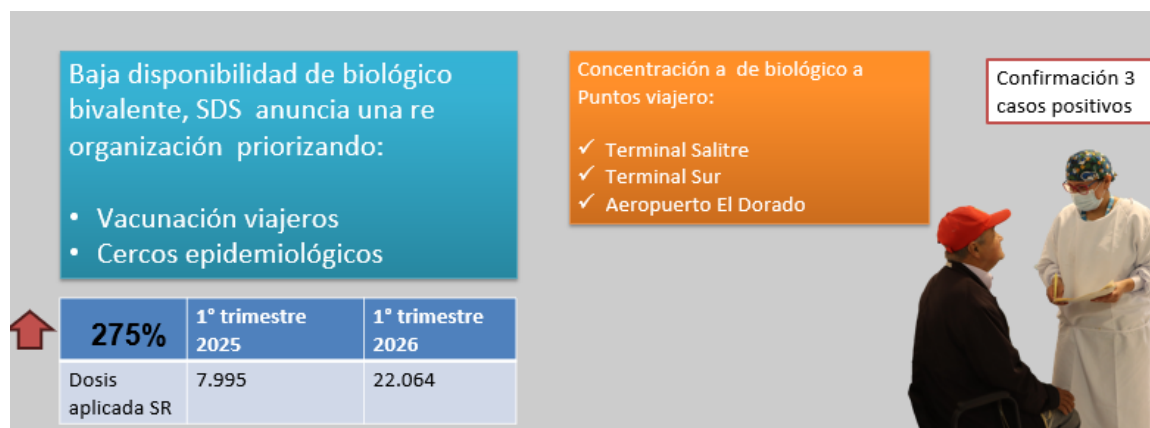 Baja disponibilidad de biológico
bivalente, SDS anuncia una re
organización priorizando:
• Vacunación viajeros
• Cercos epidemiológicos
Concentración a de biológico a
Puntos viajero:
✓ Terminal Salitre
✓ Terminal Sur
✓ Aeropuerto El Dorado
Confirmación 3
casos positivos
275%
1° trimestre
2025
1° trimestre
2026
Dosis
aplicada SR
7.995
22.064